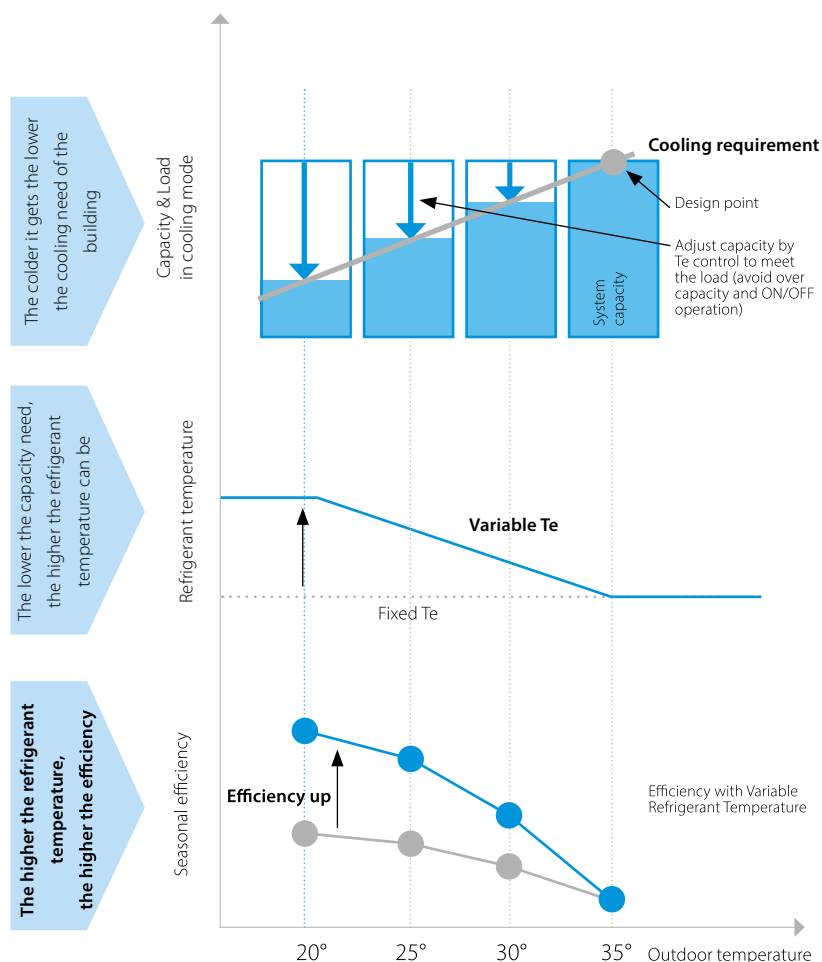 The colder it gets the lower
the cooling need of the
building
Capacity & Load
in cooling mode
Cooling requirement
Design point
Adjust capacity by
Te control to meet
the load (avoid over
capacity and ON/OFF
operation)
System
capacity
The lower the capacity need,
the higher the refrigerant
temperature can be
Refrigerant temperature
Variable Te
Fixed Te
The higher the refrigerant
temperature,
the higher the efficiency
Seasonal efficiency
Efficiency up
Efficiency with Variable
Refrigerant Temperature
20°
25°
30°
35°
Outdoor temperature